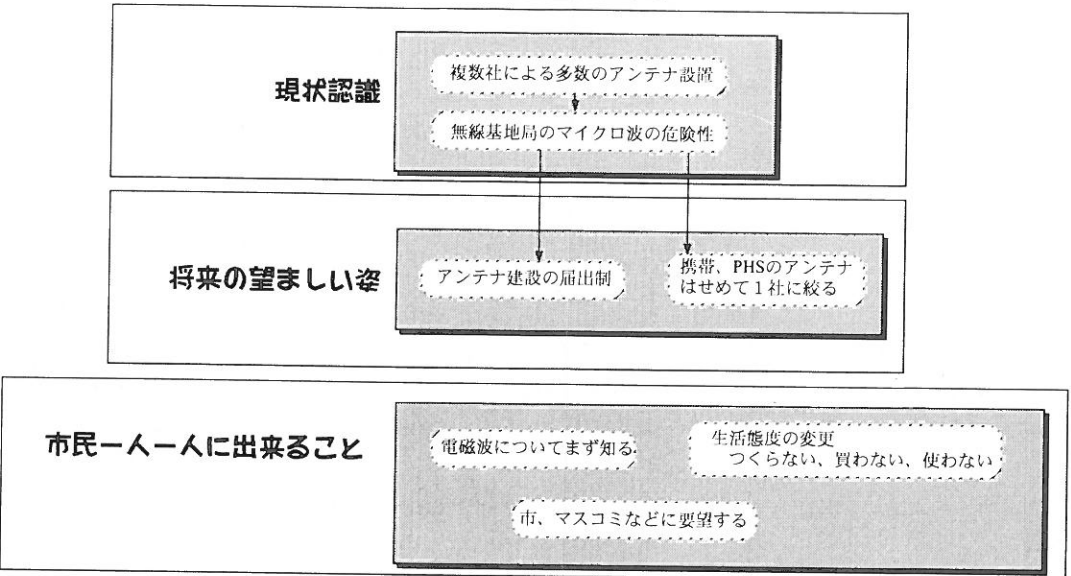 現状認識
複数社による多数のアンテナ設置
無線基地局のマイクロ波の危険性
将来の望ましい姿
アンテナ建設の届出制
携帯、PHSのアンテナ
はせめて1社に絞る
市民一人一人に出来ること
電磁波についてまず知る
生活態度の変更
つくらない、買わない、使わない
市、マスコミなどに要望する